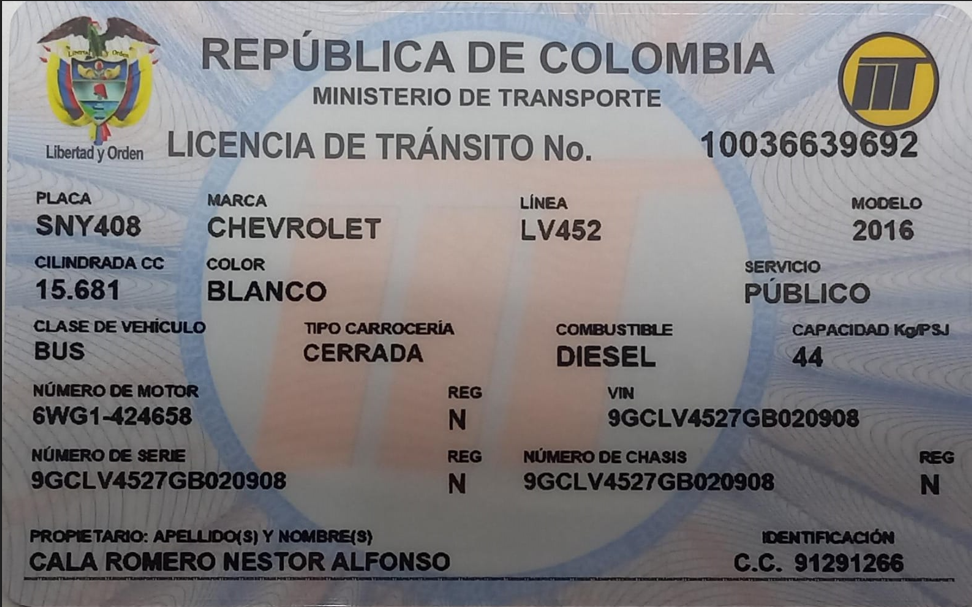 REPÚBLICA DE COLOMBIA
MINISTERIO DE TRANSPORTE
Libertad y Orden
LICENCIA DE TRÁNSITO No. 10036639692
PLACA MARCA LÍNEA MODELO
SNY408 CHEVROLET LV452 2016
CILINDRADA CC COLOR SERVICIO
15.681 BLANCO PÚBLICO
CLASE DE VEHÍCULO TIPO CARROCERÍA COMBUSTIBLE CAPACIDAD Kg/PSJ
BUS CERRADA DIESEL 44
NÚMERO DE MOTOR REG VIN
6WG1-424658 N 9GCLV4527GB020908
NÚMERO DE SERIE REG NÚMERO DE CHASIS REG
9GCLV4527GB020908 N 9GCLV4527GB020908 N
PROPIETARIO: APELLIDO(S) Y NOMBRE(S) IDENTIFICACIÓN
CALA ROMERO NESTOR ALFONSO C.C. 91291266